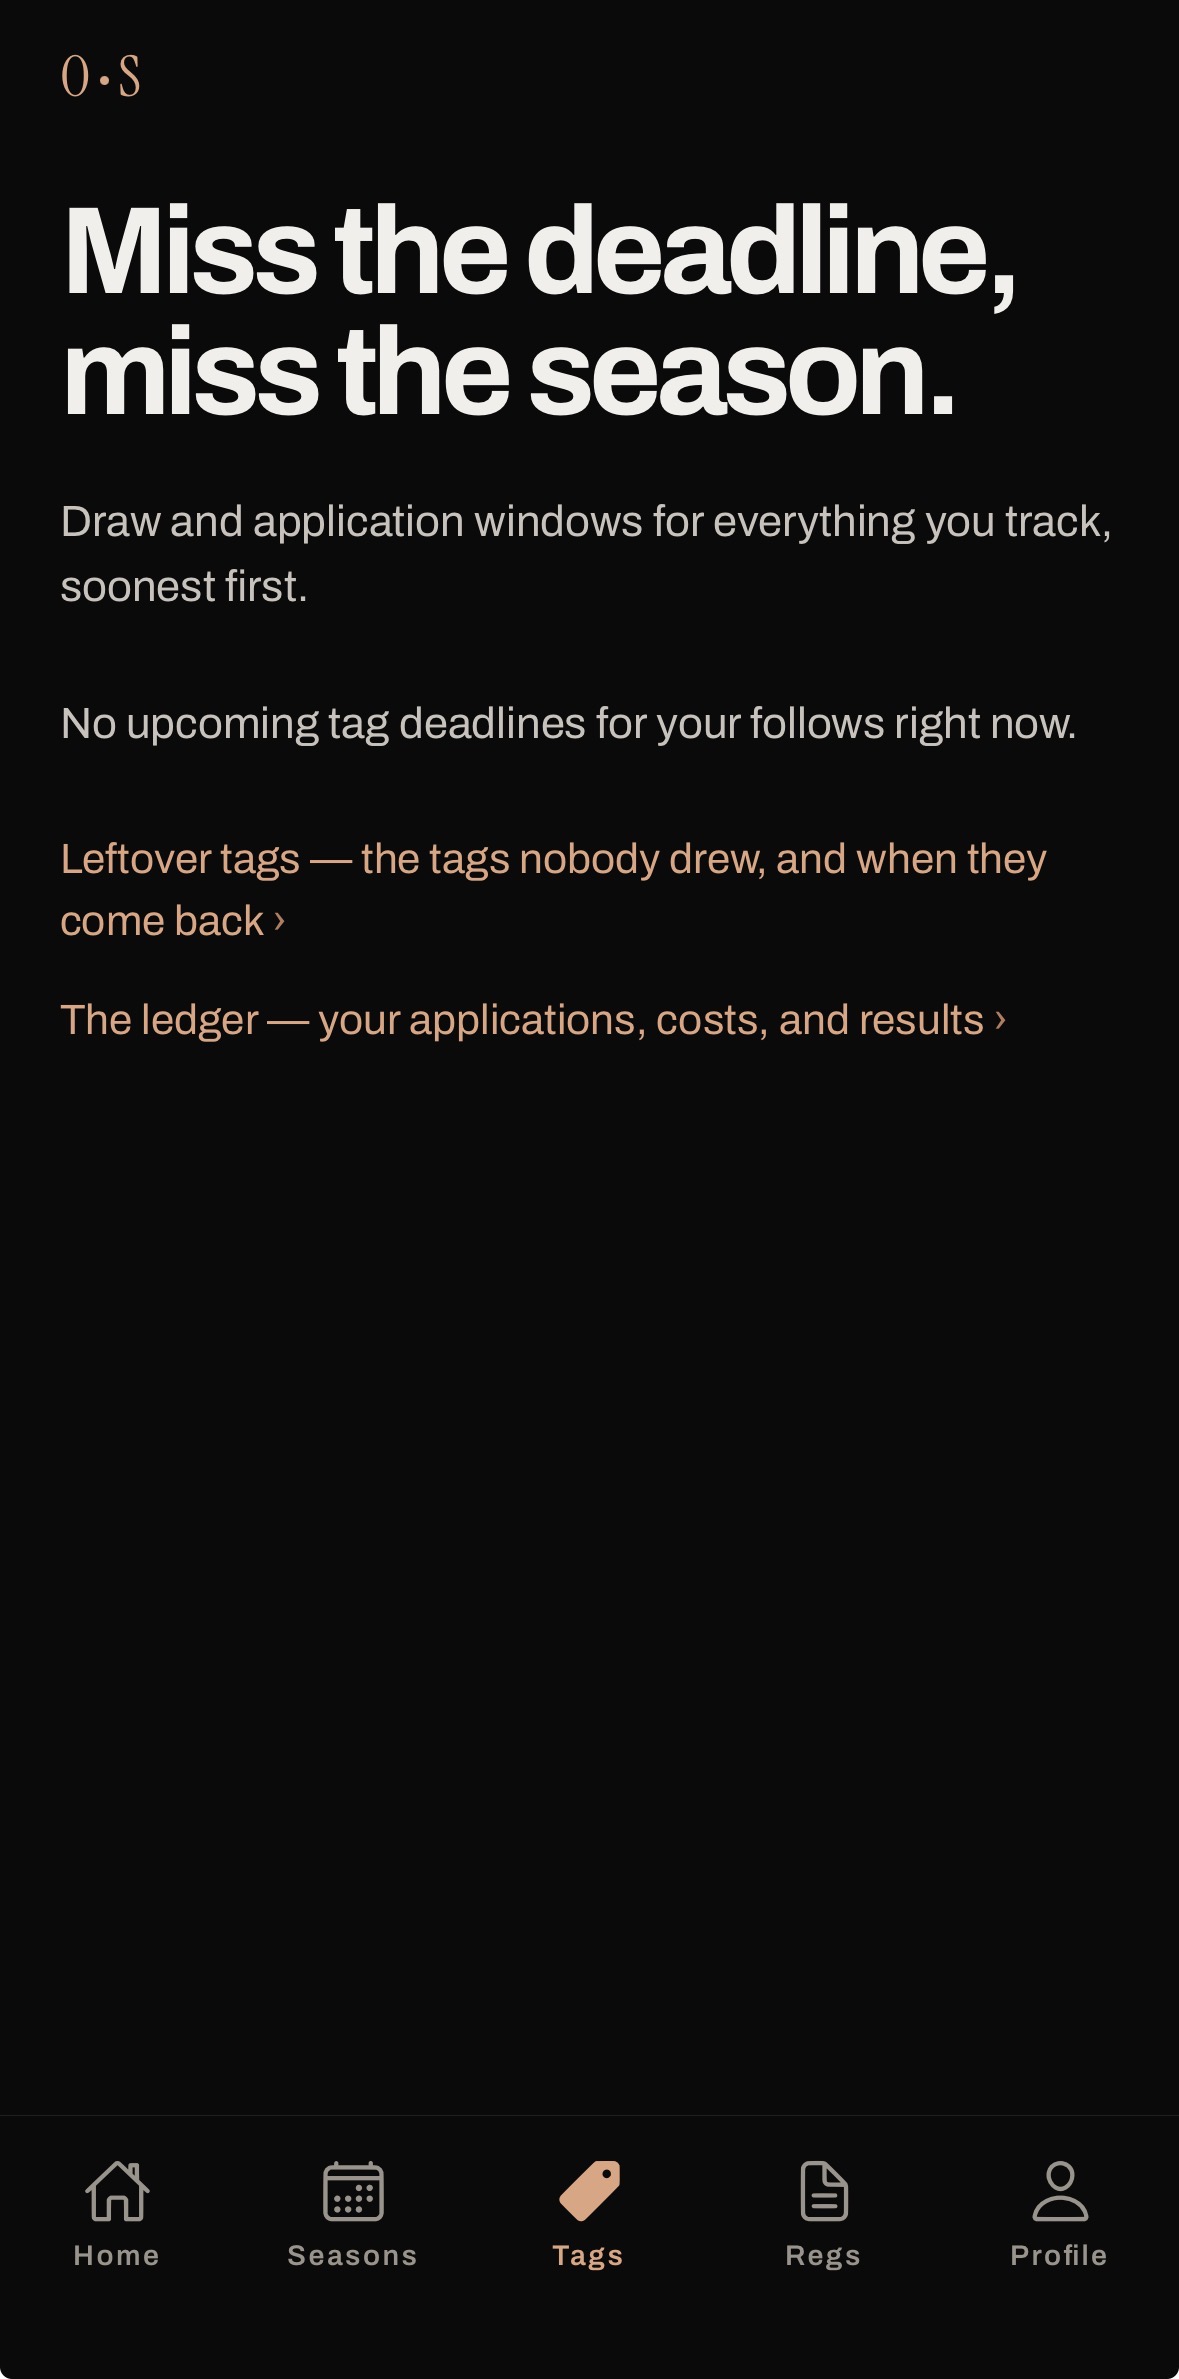 O·S
Miss the deadline,
miss the season.
Draw and application windows for everything you track,
soonest first.
No upcoming tag deadlines for your follows right now.
Leftover tags — the tags nobody drew, and when they
come back ›
The ledger — your applications, costs, and results ›
Home Seasons Tags Regs Profile